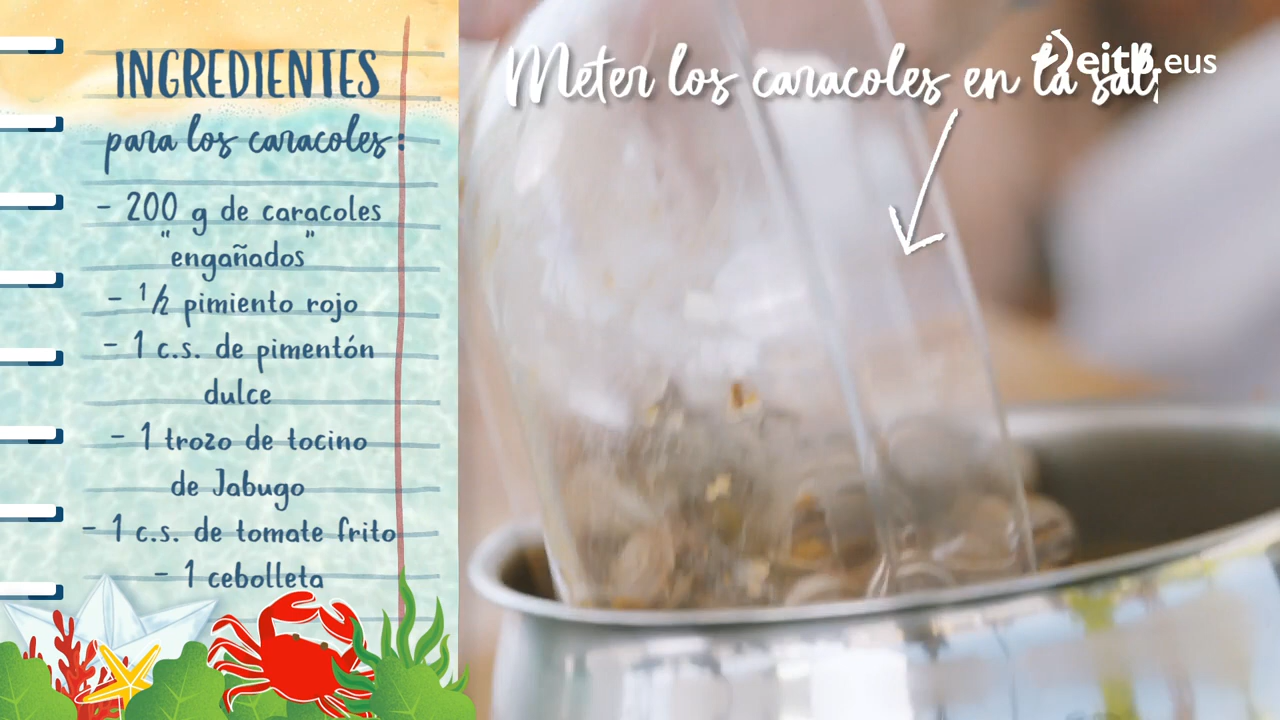 INGREDIENTES
para los caracoles:
- 200 g de caracoles
"engañados"
- 1/2 pimiento rojo
- 1 c.s. de pimentón
dulce
- 1 trozo de tocino
de Jabugo
- 1 c.s. de tomate frito
- 1 cebolleta
Meter los caracoles en la
eitb.eus